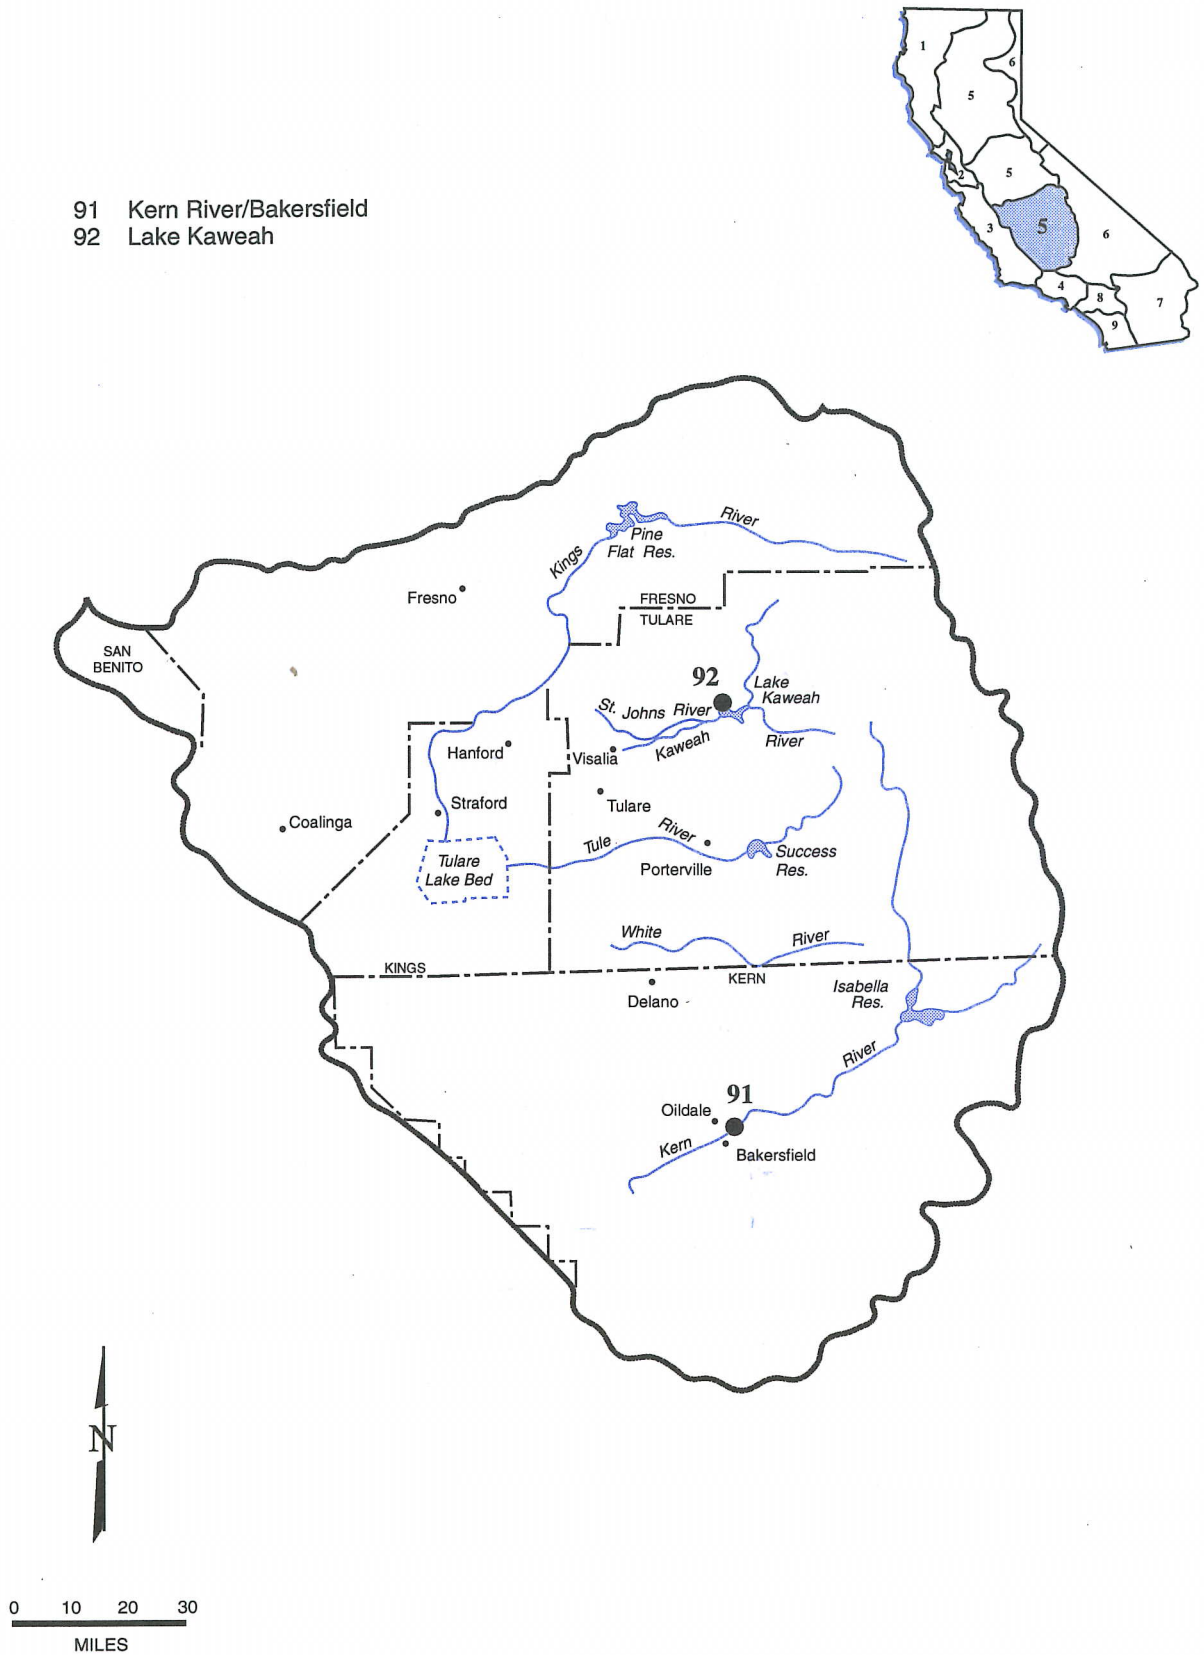 1
6
5
2
5
3
5
6
4
8
7
9
91 Kern River/Bakersfield
92 Lake Kaweah
River
Pine
Flat Res.
Kings
Fresno
FRESNO
TULARE
SAN
BENITO
92
Lake
Kaweah
St. Johns River
Kaweah
River
Hanford
Visalia
Straford
Tulare
Coalinga
Tulare
Lake Bed
Tule River
Porterville
Success
Res.
White River
KINGS
KERN
Delano
Isabella
Res.
River
91
Oildale
Kern
Bakersfield
N
0 10 20 30
MILES